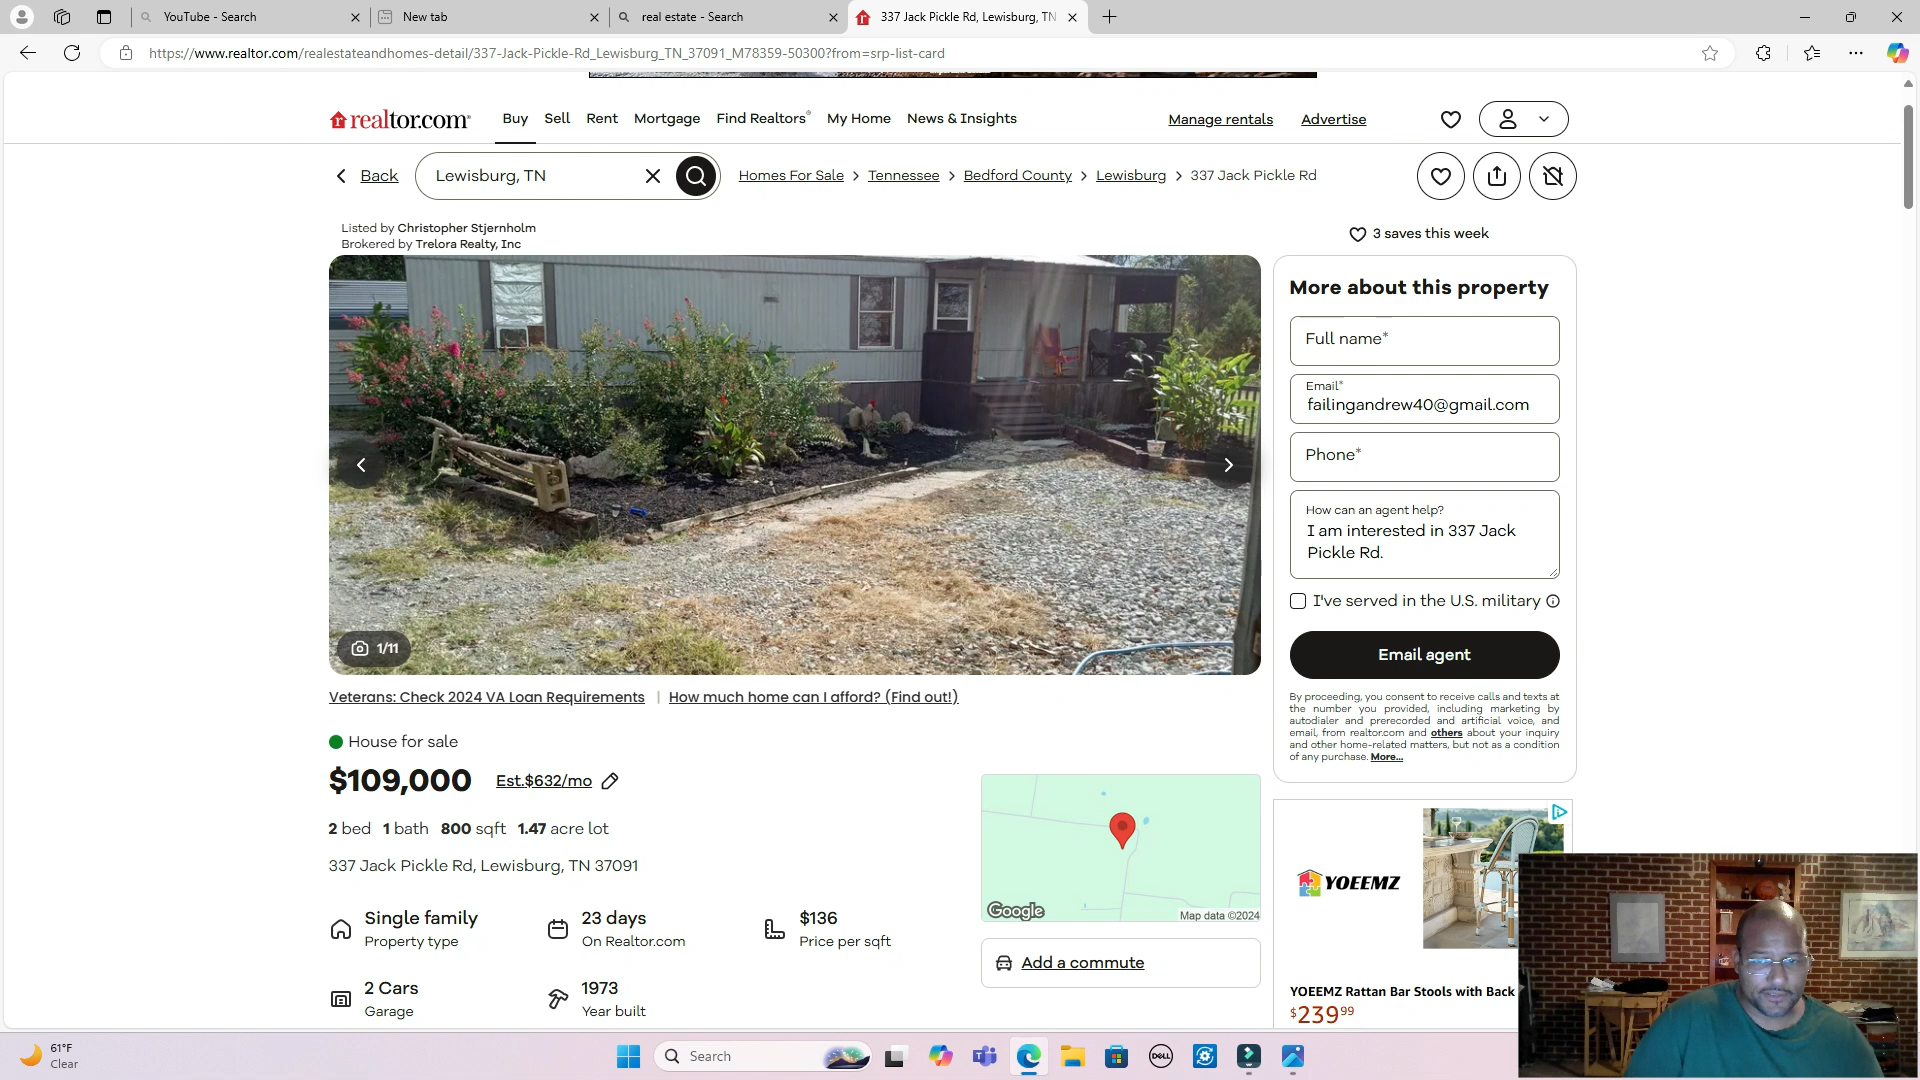 YouTube - Search
New tab
real estate - Search
337 Jack Pickle Rd, Lewisburg, TN
https://www.realtor.com/realestateandhomes-detail/337-Jack-Pickle-Rd_Lewisburg_TN_37091_M78359-50300?from=srp-list-card
realtor.com
Buy
Sell
Rent
Mortgage
Find Realtors®
My Home
News & Insights
Manage rentals
Advertise
Back
Lewisburg, TN
Homes For Sale > Tennessee > Bedford County > Lewisburg > 337 Jack Pickle Rd
Listed by Christopher Stjernholm
Brokered by Trelora Realty, Inc
3 saves this week
1/11
More about this property
Full name*
Email*
failingandrew40@gmail.com
Phone*
How can an agent help?
I am interested in 337 Jack
Pickle Rd.
I've served in the U.S. military
Email agent
By proceeding, you consent to receive calls and texts at
the number you provided, including marketing by
autodialer and prerecorded and artificial voice, and
email, from realtor.com and others about your inquiry
and other home-related matters, but not as a condition
of any purchase. More...
Veterans: Check 2024 VA Loan Requirements | How much home can I afford? (Find out!)
House for sale
$109,000
Est.$632/mo
2 bed 1 bath 800 sqft 1.47 acre lot
337 Jack Pickle Rd, Lewisburg, TN 37091
Single family
Property type
23 days
On Realtor.com
$136
Price per sqft
2 Cars
Garage
1973
Year built
Google
Map data ©2024
Add a commute
YOEEMZ
YOEEMZ Rattan Bar Stools with Back
$239.99
61°F
Clear
Search
DELL